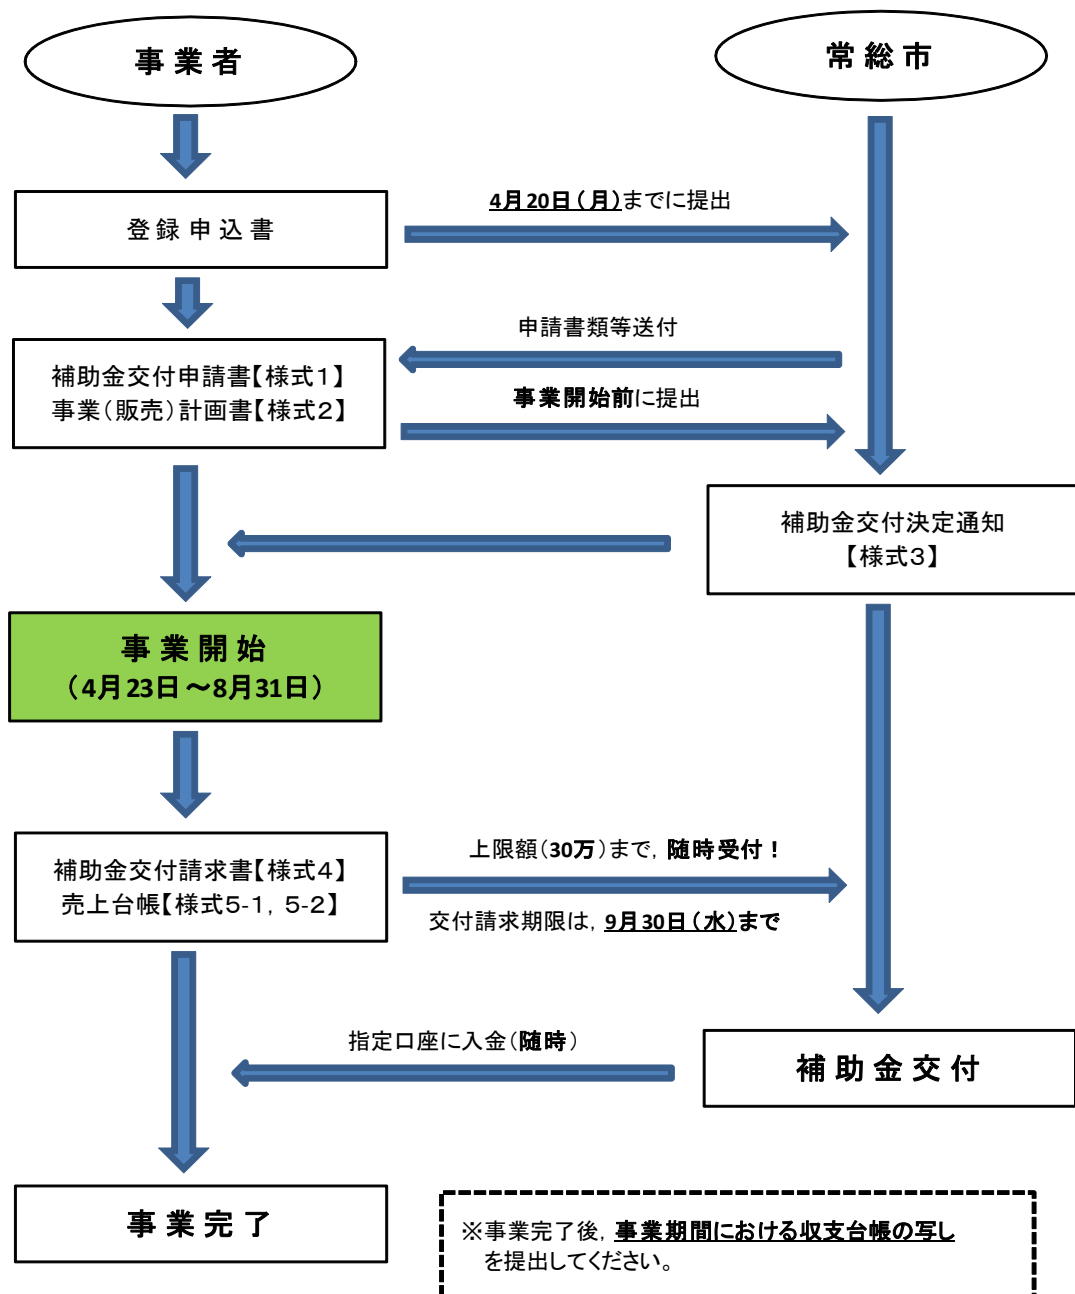 事業者
常総市
4月20日（月）までに提出
登録申込書
申請書類等送付
補助金交付申請書【様式１】
事業（販売）計画書【様式２】
事業開始前に提出
補助金交付決定通知
【様式３】
事業開始
（4月23日～8月31日）
上限額（30万）まで，随時受付！
補助金交付請求書【様式４】
売上台帳【様式５-１，５-２】
交付請求期限は，9月30日（水）まで
指定口座に入金（随時）
補助金交付
事業完了
※事業完了後，事業期間における収支台帳の写し
を提出してください。